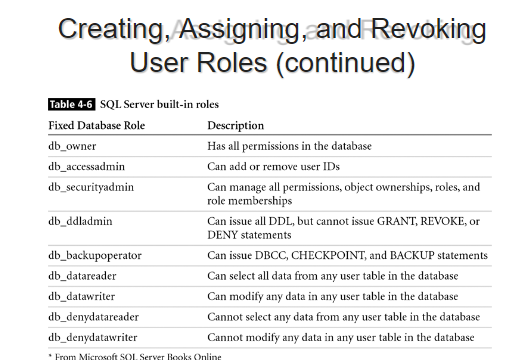 Creating, Assigning, and Revoking
User Roles (continued)
Table 4-6 SQL Server built-in roles
Fixed Database Role Description
db_owner Has all permissions in the database
db_accessadmin Can add or remove user IDs
db_securityadmin Can manage all permissions, object ownerships, roles, and
role memberships
db_ddladmin Can issue all DDL, but cannot issue GRANT, REVOKE, or
DENY statements
db_backupoperator Can issue DBCC, CHECKPOINT, and BACKUP statements
db_datareader Can select all data from any user table in the database
db_datawriter Can modify any data in any user table in the database
db_denydatareader Cannot select any data from any user table in the database
db_denydatawriter Cannot modify any data in any user table in the database
* From Microsoft SQL Server Books Online